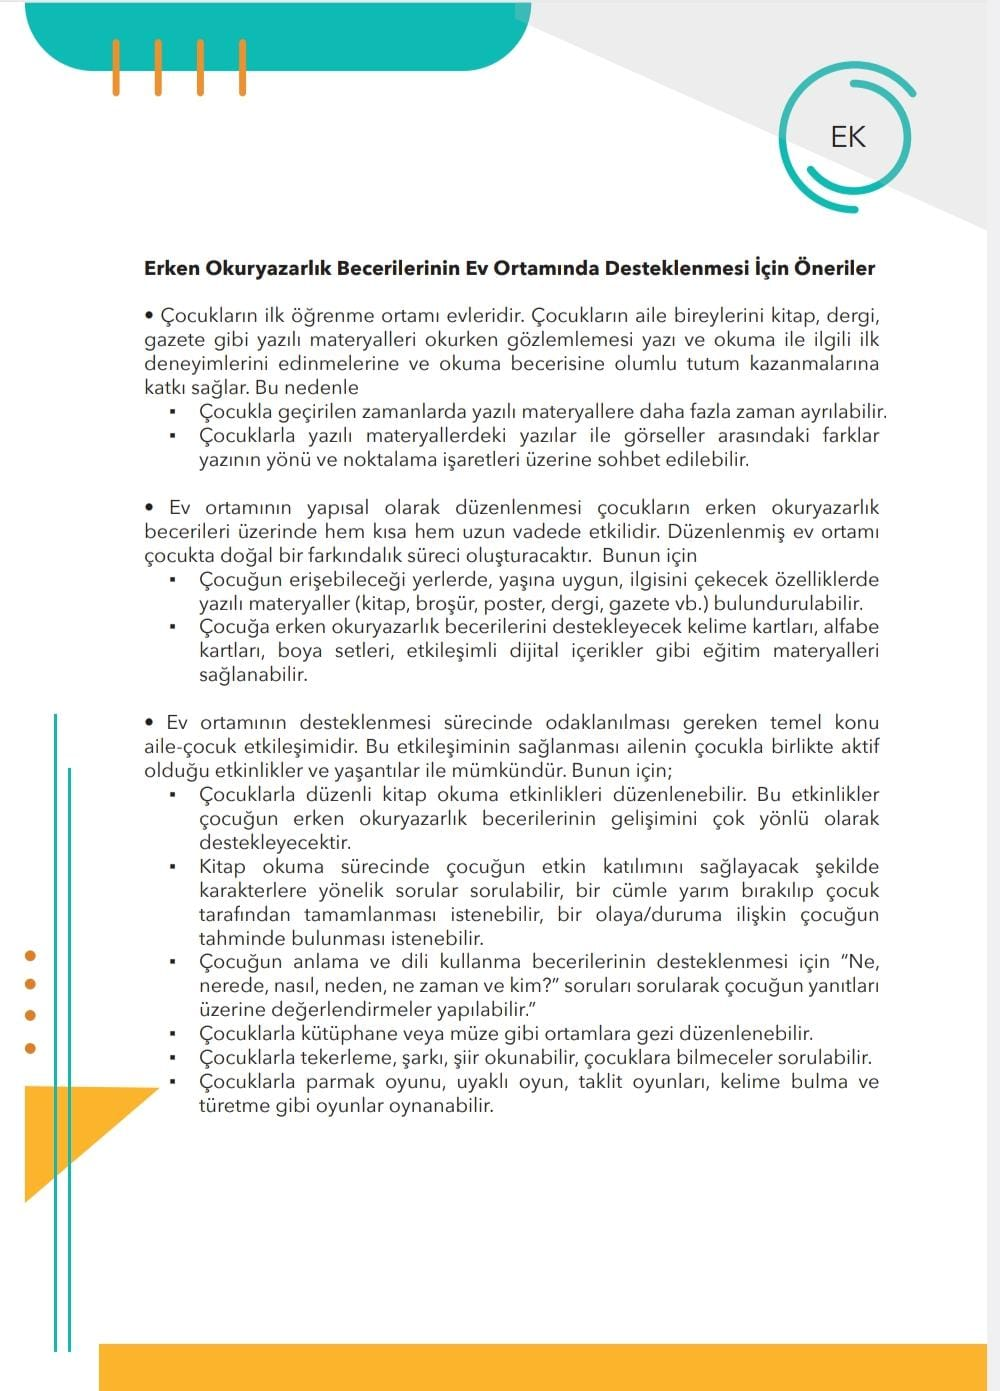 EK
Erken Okuryazarlık Becerilerinin Ev Ortamında Desteklenmesi İçin Öneriler
• Çocukların ilk öğrenme ortamı evleridir. Çocukların aile bireylerini kitap, dergi,
gazete gibi yazılı materyalleri okurken gözlemlemesi yazı ve okuma ile ilgili ilk
deneyimlerini edinmelerine ve okuma becerisine olumlu tutum kazanmalarına
katkı sağlar. Bu nedenle
▪ Çocukla geçirilen zamanlarda yazılı materyallere daha fazla zaman ayrılabilir.
▪ Çocuklarla yazılı materyallerdeki yazılar ile görseller arasındaki farklar
yazının yönü ve noktalama işaretleri üzerine sohbet edilebilir.
• Ev ortamının yapısal olarak düzenlenmesi çocukların erken okuryazarlık
becerileri üzerinde hem kısa hem uzun vadede etkilidir. Düzenlenmiş ev ortamı
çocukta doğal bir farkındalık süreci oluşturacaktır. Bunun için
▪ Çocuğun erişebileceği yerlerde, yaşına uygun, ilgisini çekecek özelliklerde
yazılı materyaller (kitap, broşür, poster, dergi, gazete vb.) bulundurulabilir.
▪ Çocuğa erken okuryazarlık becerilerini destekleyecek kelime kartları, alfabe
kartları, boya setleri, etkileşimli dijital içerikler gibi eğitim materyalleri
sağlanabilir.
• Ev ortamının desteklenmesi sürecinde odaklanılması gereken temel konu
aile-çocuk etkileşimidir. Bu etkileşiminin sağlanması ailenin çocukla birlikte aktif
olduğu etkinlikler ve yaşantılar ile mümkündür. Bunun için;
▪ Çocuklarla düzenli kitap okuma etkinlikleri düzenlenebilir. Bu etkinlikler
çocuğun erken okuryazarlık becerilerinin gelişimini çok yönlü olarak
destekleyecektir.
▪ Kitap okuma sürecinde çocuğun etkin katılımını sağlayacak şekilde
karakterlere yönelik sorular sorulabilir, bir cümle yarım bırakılıp çocuk
tarafından tamamlanması istenebilir, bir olaya/duruma ilişkin çocuğun
tahminde bulunması istenebilir.
▪ Çocuğun anlama ve dili kullanma becerilerinin desteklenmesi için “Ne,
nerede, nasıl, neden, ne zaman ve kim?” soruları sorularak çocuğun yanıtları
üzerine değerlendirmeler yapılabilir.”
▪ Çocuklarla kütüphane veya müze gibi ortamlara gezi düzenlenebilir.
▪ Çocuklarla tekerleme, şarkı, şiir okunabilir, çocuklara bilmeceler sorulabilir.
▪ Çocuklarla parmak oyunu, uyaklı oyun, taklit oyunları, kelime bulma ve
türetme gibi oyunlar oynanabilir.